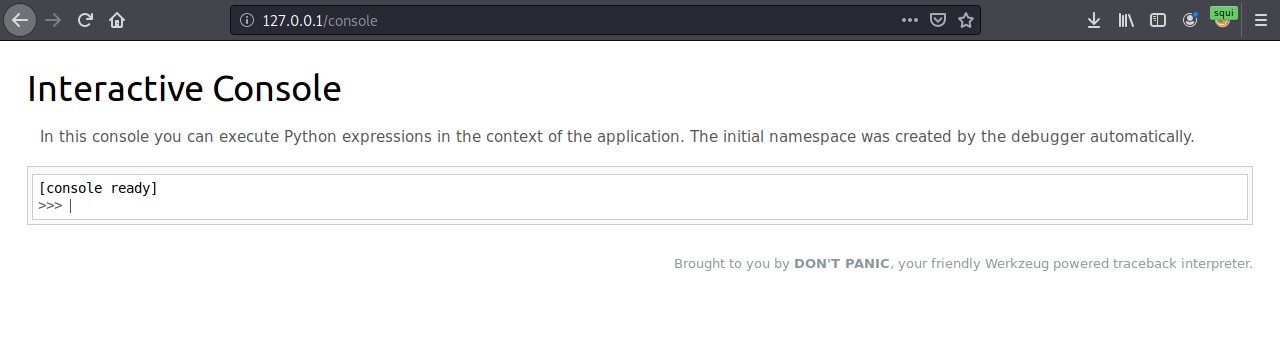 127.0.0.1/console
squi
Interactive Console
In this console you can execute Python expressions in the context of the application. The initial namespace was created by the debugger automatically.
[console ready]
>>>
Brought to you by DON'T PANIC, your friendly Werkzeug powered traceback interpreter.